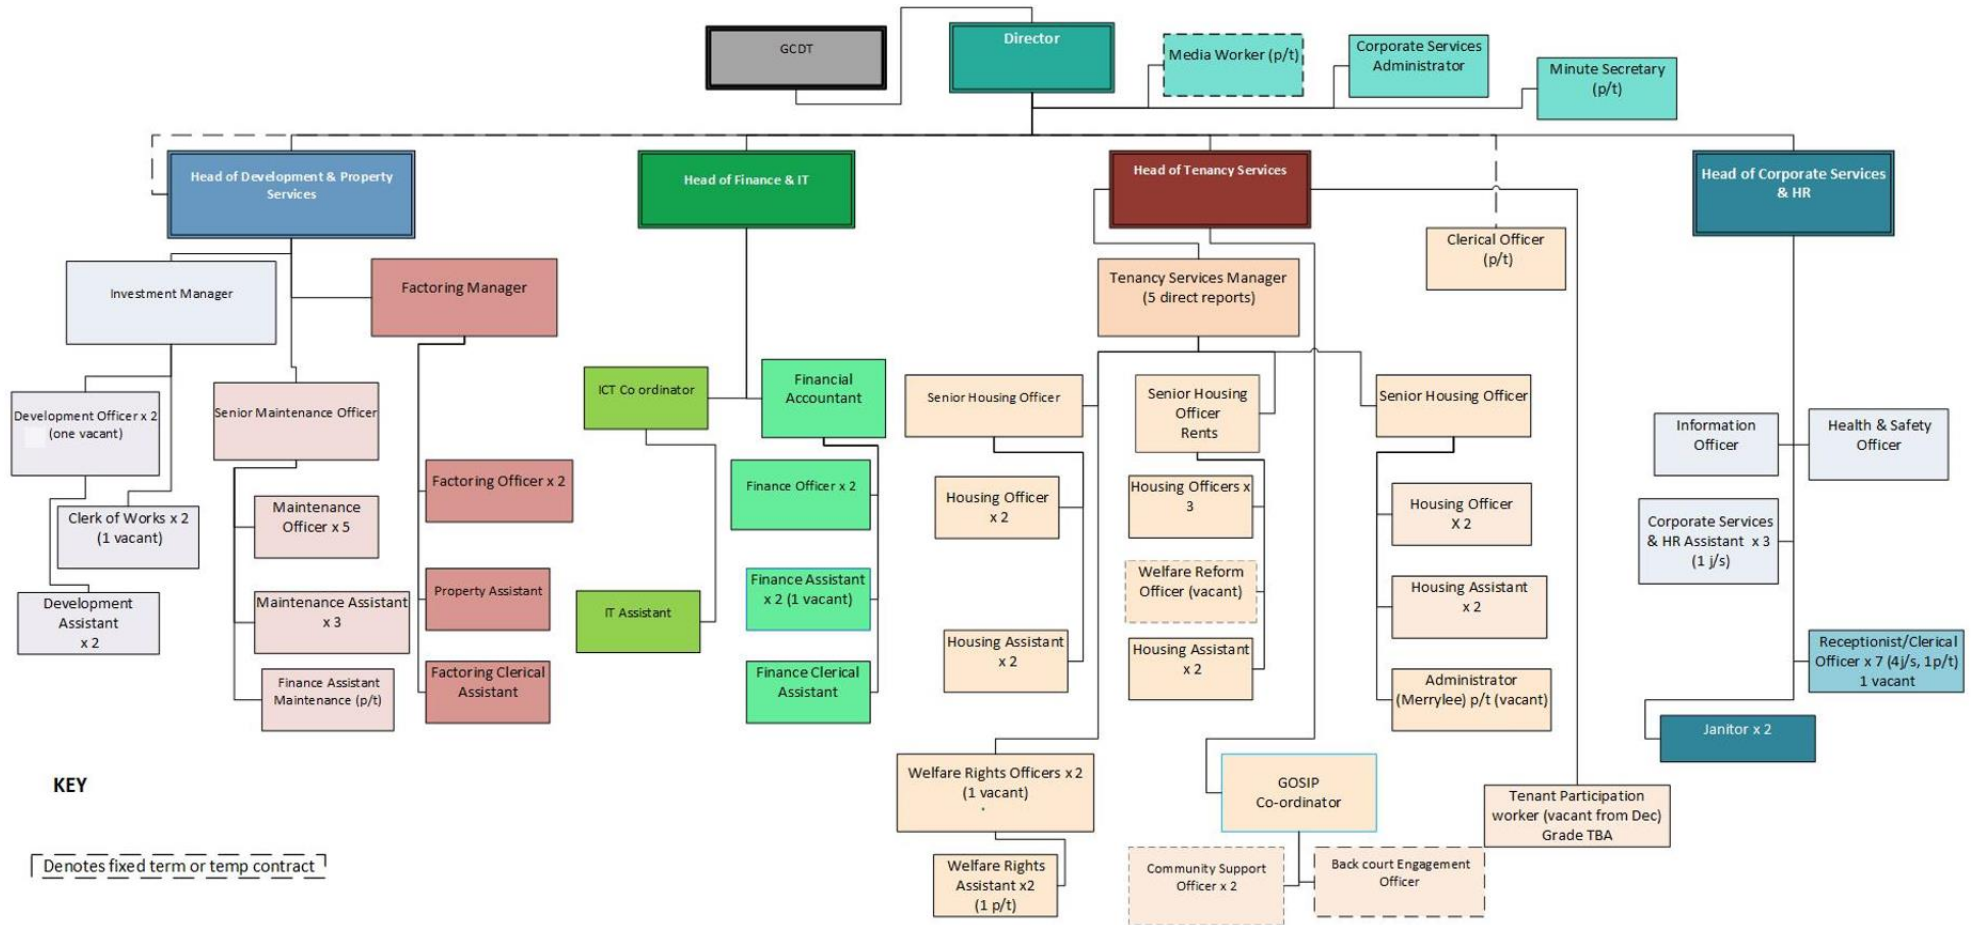 GCDT
Director
Media Worker (p/t)
Corporate Services
Administrator
Minute Secretary
(p/t)
Head of Development & Property
Services
Head of Finance & IT
Head of Tenancy Services
Head of Corporate Services
& HR
Clerical Officer
(p/t)
Investment Manager
Factoring Manager
Tenancy Services Manager
(5 direct reports)
Development Officer x 2
(one vacant)
Senior Maintenance Officer
ICT Co ordinator
Financial
Accountant
Senior Housing Officer
Senior Housing
Officer
Rents
Senior Housing Officer
Information
Officer
Health & Safety
Officer
Clerk of Works x 2
(1 vacant)
Maintenance
Officer x 5
Factoring Officer x 2
Finance Officer x 2
Housing Officer
x 2
Housing Officers x
3
Housing Officer
X 2
Corporate Services
& HR Assistant x 3
(1 j/s)
Development
Assistant
x 2
Maintenance Assistant
x 3
Property Assistant
IT Assistant
Finance Assistant
x 2 (1 vacant)
Welfare Reform
Officer (vacant)
Housing Assistant
x 2
Housing Assistant
x 2
Housing Assistant
x 2
Receptionist/Clerical
Officer x 7 (4j/s, 1p/t)
1 vacant
Finance Assistant
Maintenance (p/t)
Factoring Clerical
Assistant
Finance Clerical
Assistant
Administrator
(Merrylee) p/t (vacant)
Janitor x 2
KEY
Welfare Rights Officers x 2
(1 vacant)
GOSIP
Co-ordinator
Tenant Participation
worker (vacant from Dec)
Grade TBA
Denotes fixed term or temp contract
Welfare Rights
Assistant x2
(1 p/t)
Community Support
Officer x 2
Back court Engagement
Officer